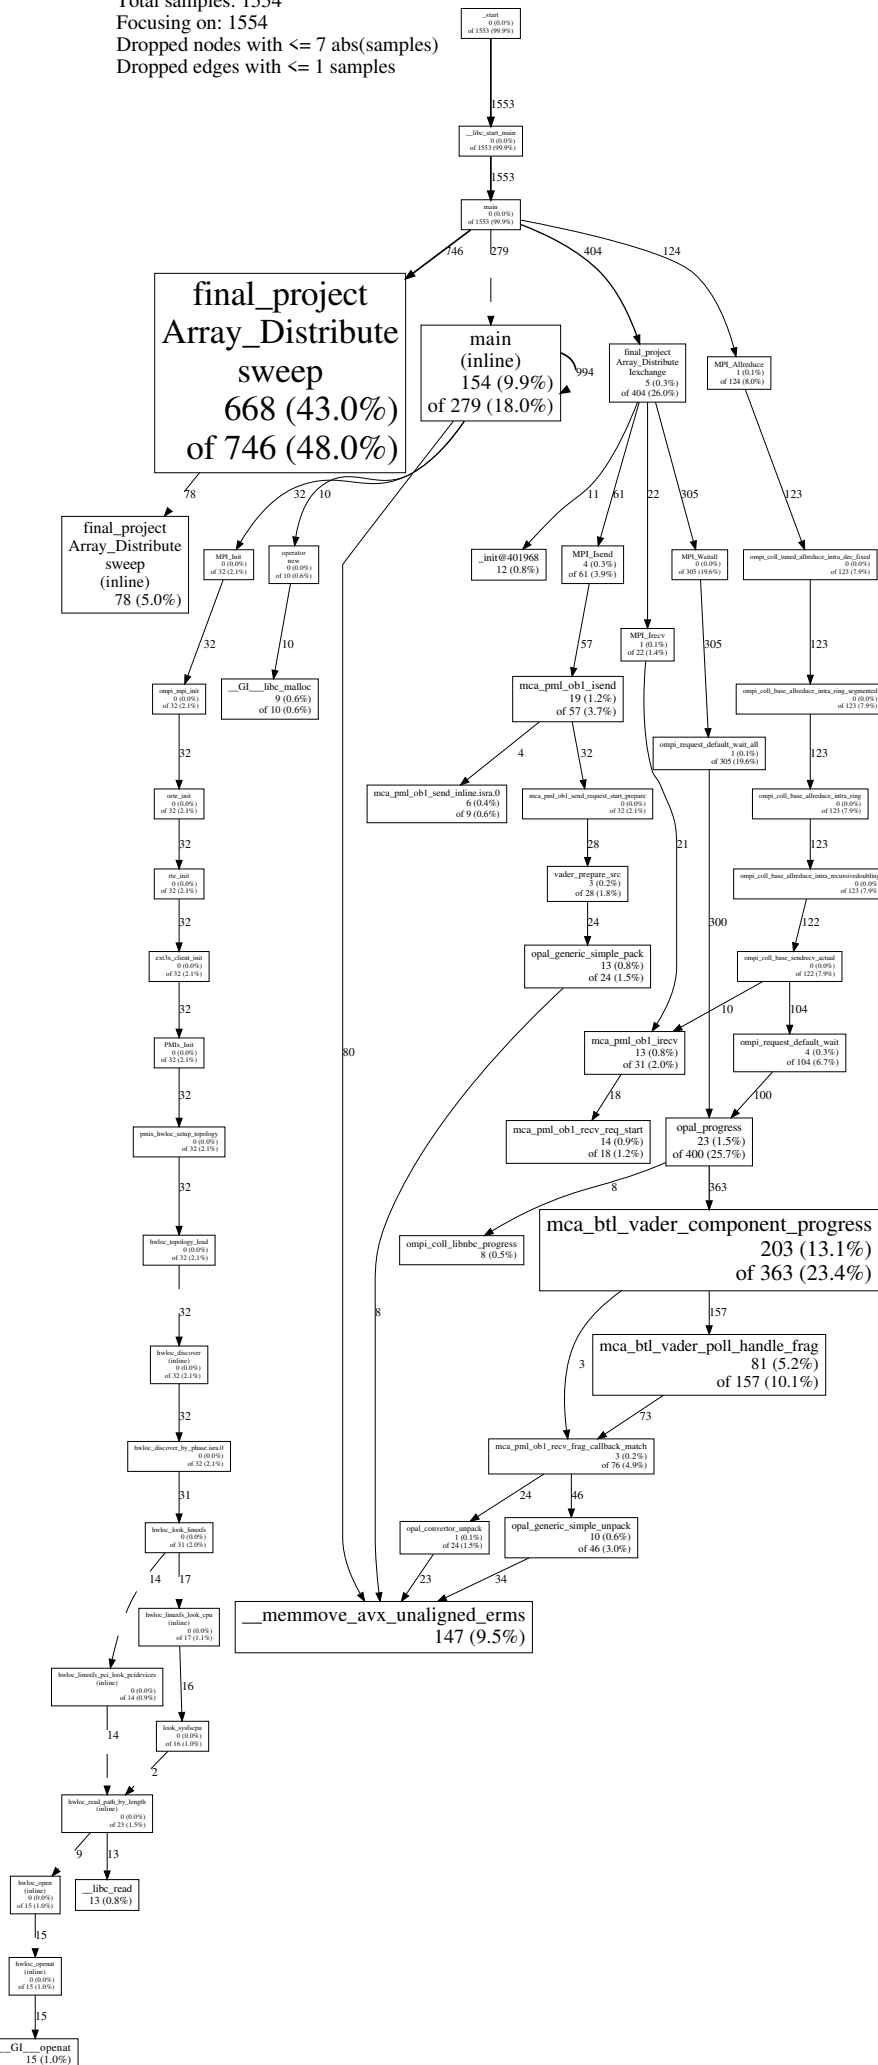 Total samples: 1554
Focusing on: 1554
Dropped nodes with <= 7 abs(samples)
Dropped edges with <= 1 samples
_start
0 (0.0%)
of 1553 (99.9%)
1553
__libc_start_main
0 (0.0%)
of 1553 (99.9%)
1553
main
0 (0.0%)
of 1553 (99.9%)
746
279
404
124
final_project
Array_Distribute
sweep
668 (43.0%)
of 746 (48.0%)
main
(inline)
154 (9.9%)
of 279 (18.0%)
994
final_project
Array_Distribute
Iexchange
5 (0.3%)
of 404 (26.0%)
MPI_Allreduce
1 (0.1%)
of 124 (8.0%)
78
32
10
11
61
22
305
123
final_project
Array_Distribute
sweep
(inline)
78 (5.0%)
MPI_Init
0 (0.0%)
of 32 (2.1%)
operator
new
0 (0.0%)
of 10 (0.6%)
_init@401968
12 (0.8%)
MPI_Isend
4 (0.3%)
of 61 (3.9%)
MPI_Waitall
0 (0.0%)
of 305 (19.6%)
ompi_coll_tuned_allreduce_intra_dec_fixed
0 (0.0%)
of 123 (7.9%)
MPI_Irecv
1 (0.1%)
of 22 (1.4%)
32
10
57
305
123
ompi_mpi_init
0 (0.0%)
of 32 (2.1%)
__GI___libc_malloc
9 (0.6%)
of 10 (0.6%)
mca_pml_ob1_isend
19 (1.2%)
of 57 (3.7%)
ompi_coll_base_allreduce_intra_ring_segmented
0 (0.0%)
of 123 (7.9%)
32
4
32
ompi_request_default_wait_all
1 (0.1%)
of 305 (19.6%)
123
orte_init
0 (0.0%)
of 32 (2.1%)
mca_pml_ob1_send_inline.isra.0
6 (0.4%)
of 9 (0.6%)
mca_pml_ob1_send_request_start_prepare
0 (0.0%)
of 32 (2.1%)
ompi_coll_base_allreduce_intra_ring
0 (0.0%)
of 123 (7.9%)
32
28
21
123
rte_init
0 (0.0%)
of 32 (2.1%)
vader_prepare_src
3 (0.2%)
of 28 (1.8%)
ompi_coll_base_allreduce_intra_recursivedoubling
0 (0.0%
of 123 (7.9%
32
24
300
122
ext3x_client_init
0 (0.0%)
of 32 (2.1%)
opal_generic_simple_pack
13 (0.8%)
of 24 (1.5%)
ompi_coll_base_sendrecv_actual
0 (0.0%)
of 122 (7.9%)
32
10
104
PMIx_Init
0 (0.0%)
of 32 (2.1%)
80
mca_pml_ob1_irecv
13 (0.8%)
of 31 (2.0%)
ompi_request_default_wait
4 (0.3%)
of 104 (6.7%)
32
18
100
pmix_hwloc_setup_topology
0 (0.0%)
of 32 (2.1%)
mca_pml_ob1_recv_req_start
14 (0.9%)
of 18 (1.2%)
opal_progress
23 (1.5%)
of 400 (25.7%)
32
8
363
hwloc_topology_load
0 (0.0%)
of 32 (2.1%)
ompi_coll_libnbc_progress
8 (0.5%)
mca_btl_vader_component_progress
203 (13.1%)
of 363 (23.4%)
32
8
157
hwloc_discover
(inline)
0 (0.0%)
of 32 (2.1%)
3
mca_btl_vader_poll_handle_frag
81 (5.2%)
of 157 (10.1%)
32
73
hwloc_discover_by_phase.isra.0
0 (0.0%)
of 32 (2.1%)
mca_pml_ob1_recv_frag_callback_match
3 (0.2%)
of 76 (4.9%)
31
24
46
hwloc_look_linuxfs
0 (0.0%)
of 31 (2.0%)
opal_convertor_unpack
1 (0.1%)
of 24 (1.5%)
opal_generic_simple_unpack
10 (0.6%)
of 46 (3.0%)
14
17
23
34
hwloc_linuxfs_look_cpu
(inline)
0 (0.0%)
of 17 (1.1%)
__memmove_avx_unaligned_erms
147 (9.5%)
hwloc_linuxfs_pci_look_pcidevices
(inline)
0 (0.0%)
of 14 (0.9%)
16
14
look_sysfscpu
0 (0.0%)
of 16 (1.0%)
2
hwloc_read_path_by_length
(inline)
0 (0.0%)
of 23 (1.5%)
9
13
hwloc_open
(inline)
0 (0.0%)
of 15 (1.0%)
__libc_read
13 (0.8%)
15
hwloc_openat
(inline)
0 (0.0%)
of 15 (1.0%)
15
__GI___openat
15 (1.0%)